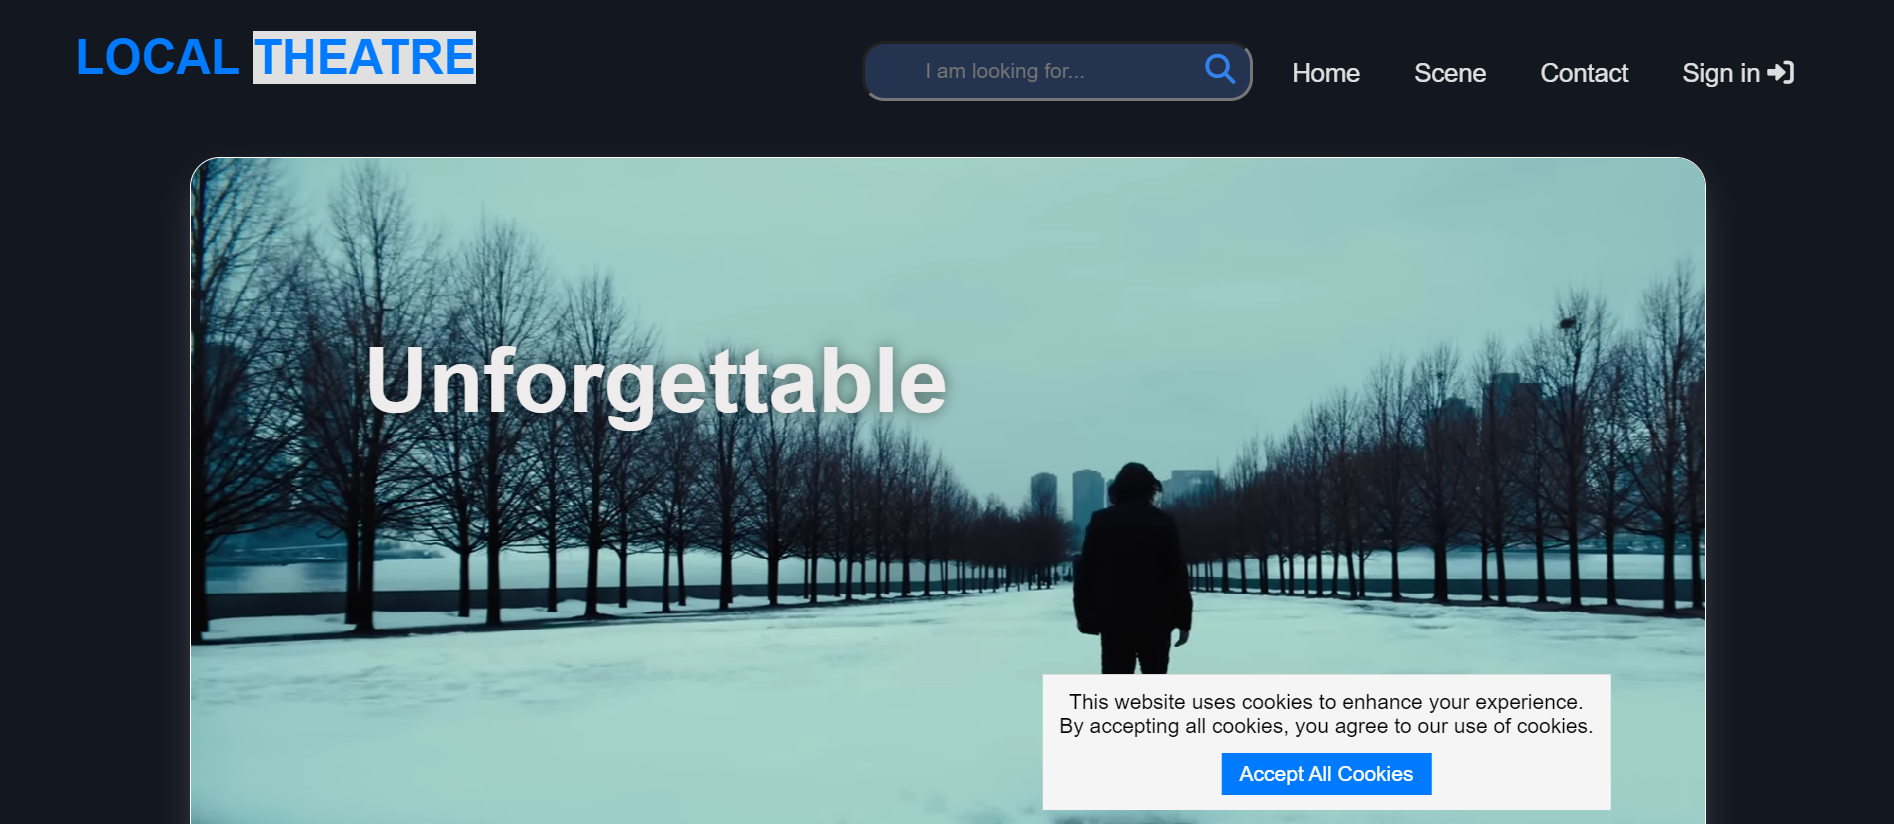 LOCAL THEATRE
I am looking for...
Home
Scene
Contact
Sign in
Unforgettable
This website uses cookies to enhance your experience.
By accepting all cookies, you agree to our use of cookies.
Accept All Cookies